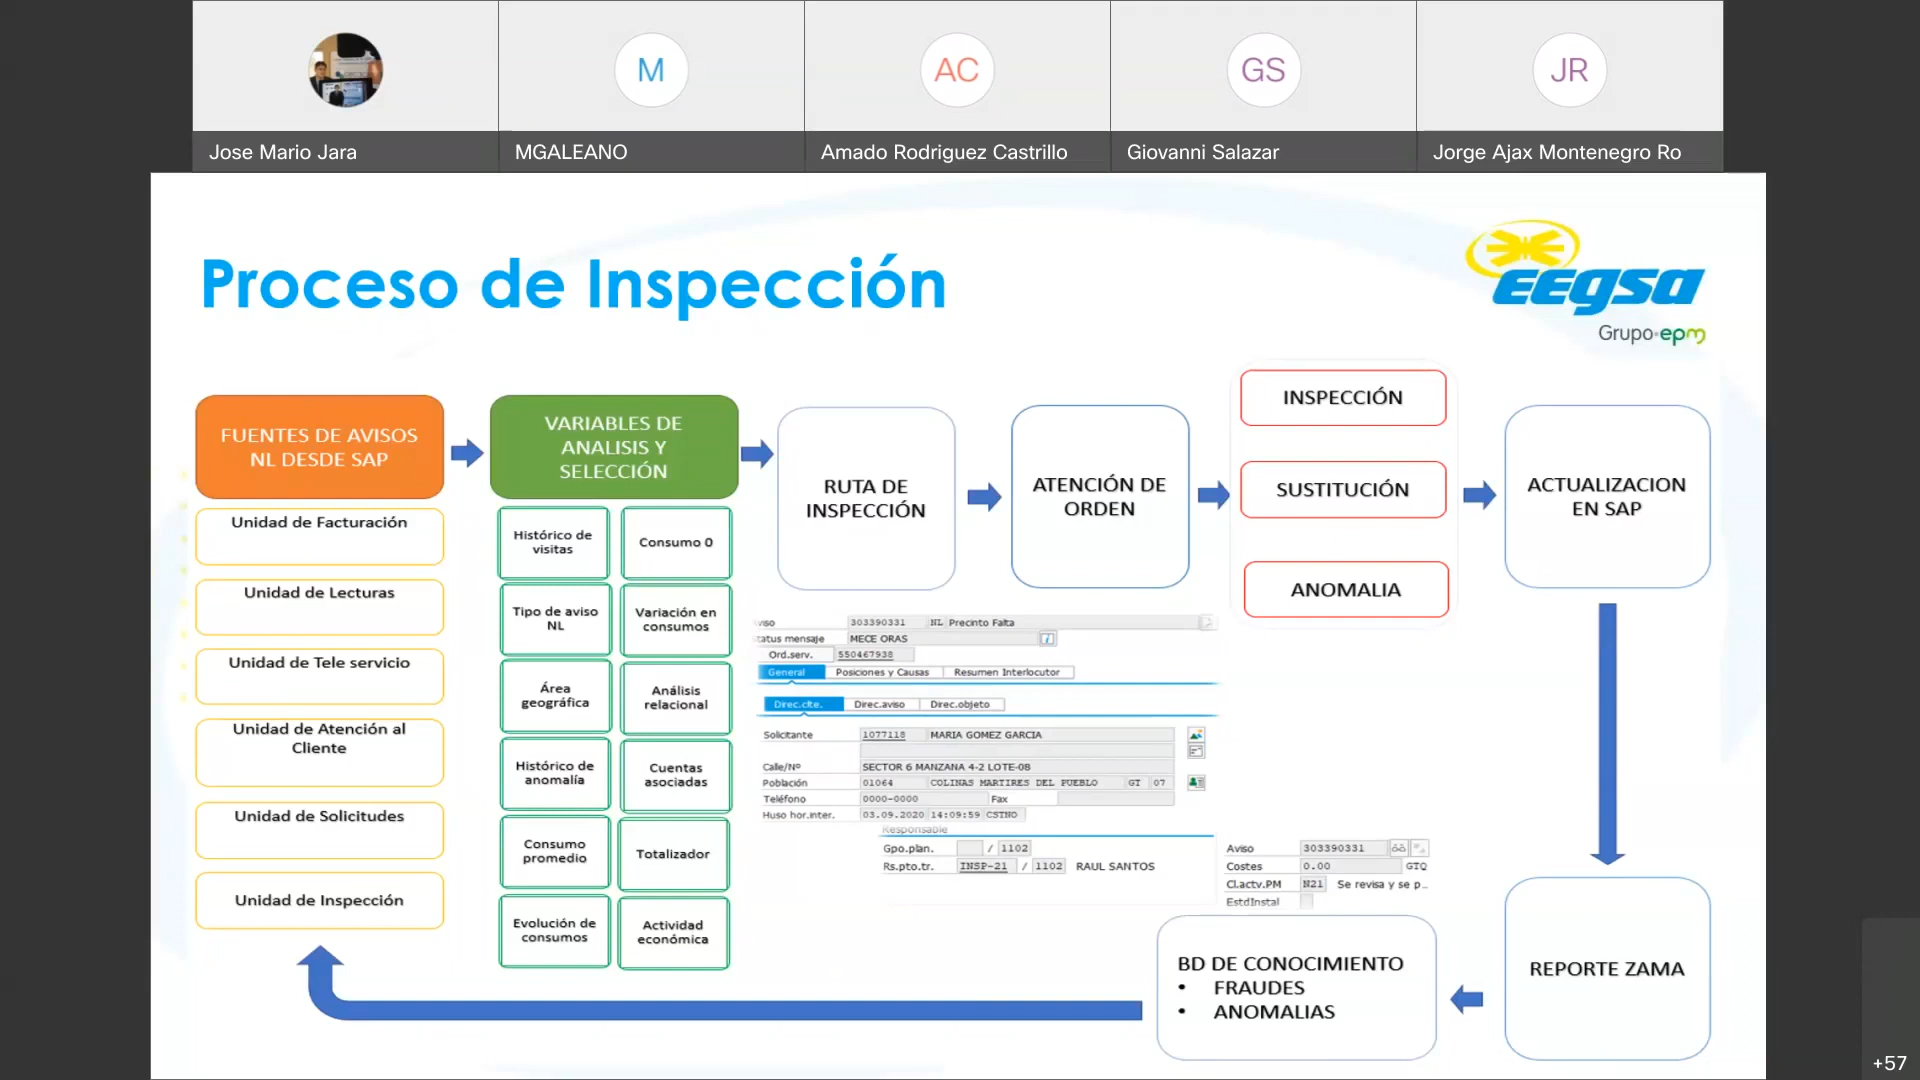 M
AC
GS
JR
Jose Mario Jara
MGALEANO
Amado Rodriguez Castrillo
Giovanni Salazar
Jorge Ajax Montenegro Ro
Proceso de Inspección
eegsa
Grupo·epm
FUENTES DE AVISOS
NL DESDE SAP
Unidad de Facturación
Unidad de Lecturas
Unidad de Tele servicio
Unidad de Atención al
Cliente
Unidad de Solicitudes
Unidad de Inspección
VARIABLES DE
ANALISIS Y
SELECCIÓN
Histórico de
visitas
Consumo 0
Tipo de aviso
NL
Variación en
consumos
Área
geográfica
Análisis
relacional
Histórico de
anomalía
Cuentas
asociadas
Consumo
promedio
Totalizador
Evolución de
consumos
Actividad
económica
RUTA DE
INSPECCIÓN
ATENCIÓN DE
ORDEN
INSPECCIÓN
SUSTITUCIÓN
ANOMALIA
ACTUALIZACION
EN SAP
viso 303390331 NL Precinto Falta
tatus mensaje MECE ORAS
Ord.serv. 550467938
General Posiciones y Causas Resumen Interlocutor
Direc.clte. Direc.aviso Direc.objeto
Solicitante 1077118 MARIA GOMEZ GARCIA
Calle/Nº SECTOR 6 MANZANA 4-2 LOTE-08
Población 01064 COLINAS MARTIRES DEL PUEBLO GT 07
Teléfono 0000-0000 Fax
Huso hor.inter. 03.09.2020 14:09:59 CSTNO
Responsable
Gpo.plan. / 1102
Rs.pto.tr. INSP-21 / 1102 RAUL SANTOS
Aviso 303390331
Costes 0.00 GTQ
Cl.actv.PM N21 Se revisa y se p...
EstdInstal
REPORTE ZAMA
BD DE CONOCIMIENTO
• FRAUDES
• ANOMALIAS
+57